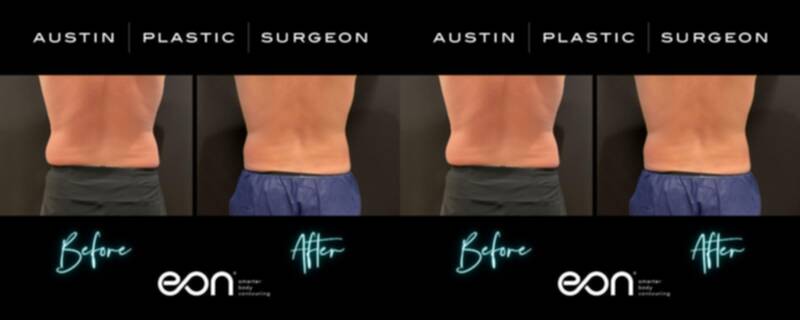 AUSTIN PLASTIC SURGEON AUSTIN PLASTIC SURGEON
Before After Before After
eon smarter body contouring eon smarter body contouring